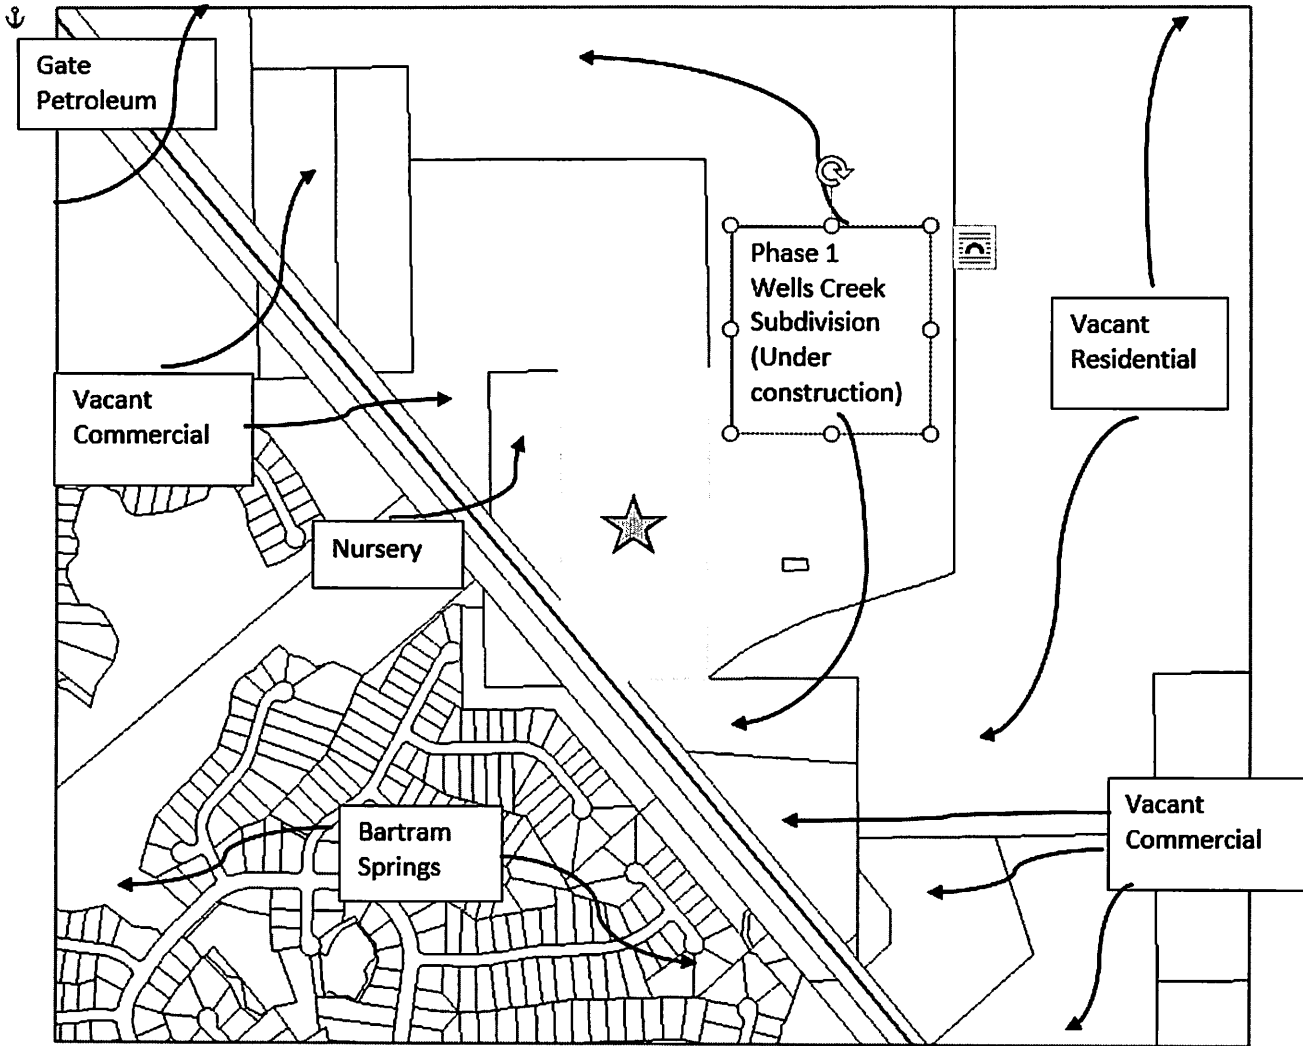 Gate
Petroleum
Phase 1
Wells Creek
Subdivision
(Under
construction)
Vacant
Residential
Vacant
Commercial
Nursery
Bartram
Springs
Vacant
Commercial